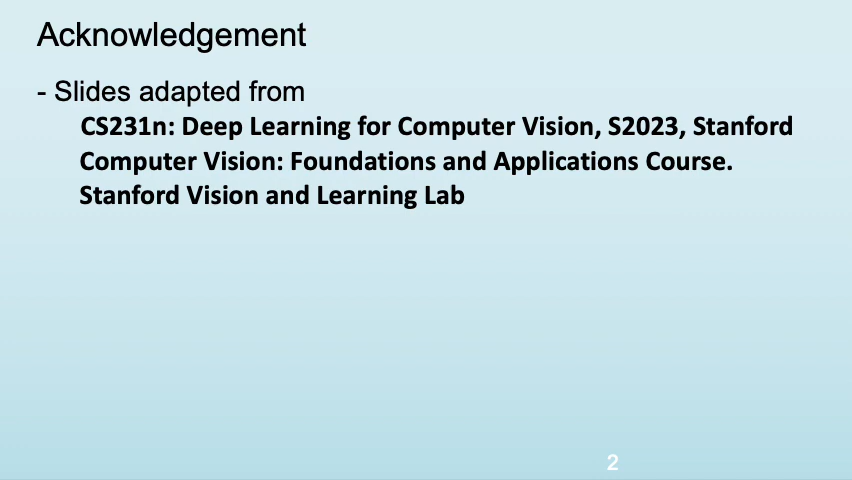 Acknowledgement
- Slides adapted from
CS231n: Deep Learning for Computer Vision, S2023, Stanford
Computer Vision: Foundations and Applications Course.
Stanford Vision and Learning Lab
2